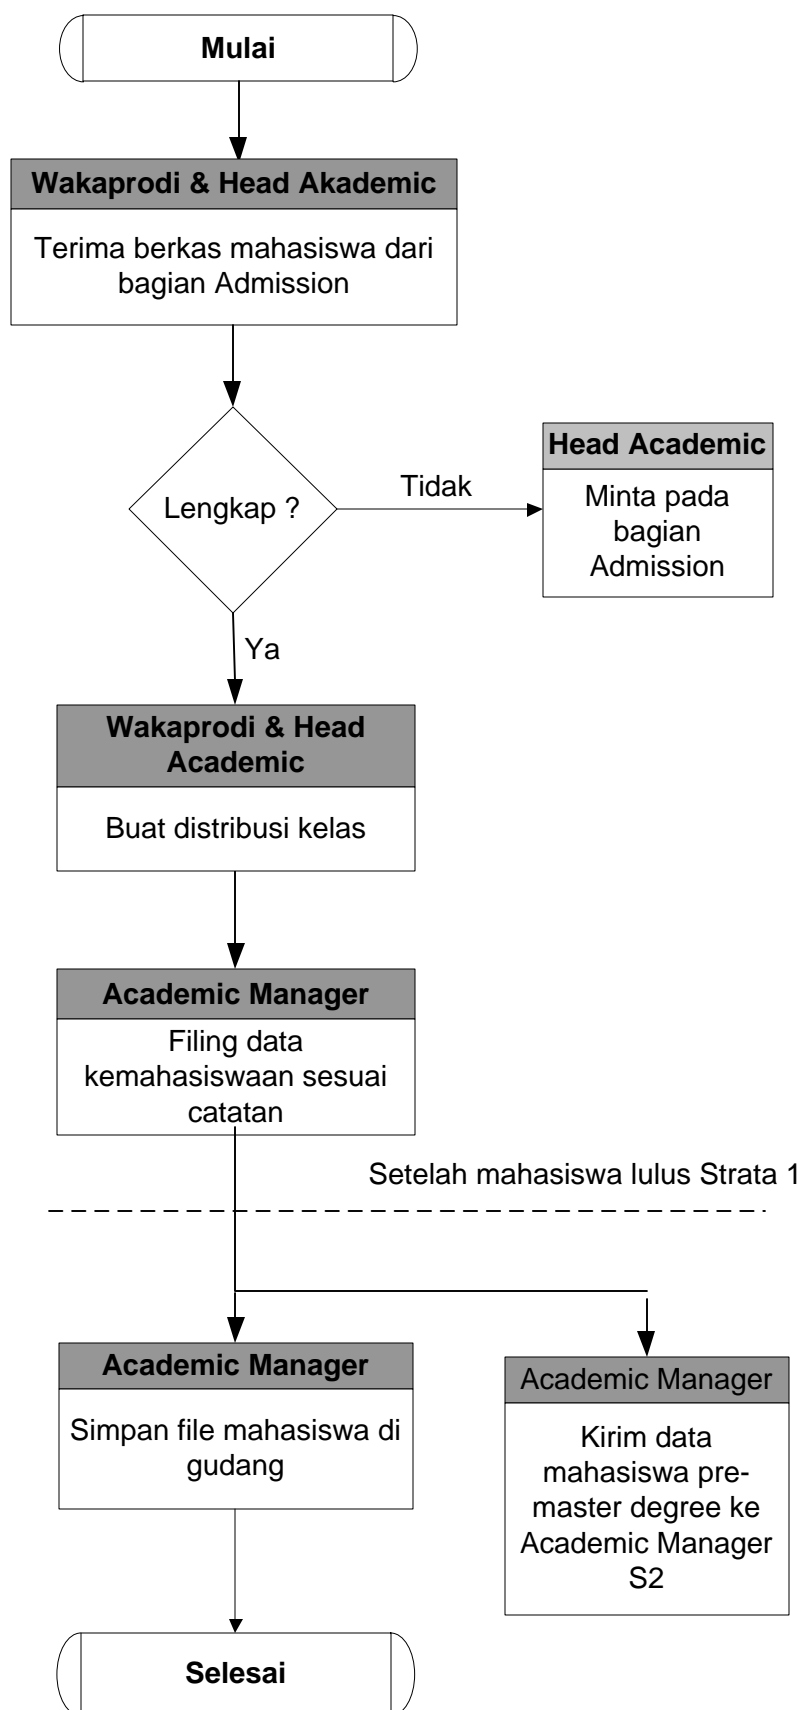 Mulai
Wakaprodi & Head Akademic
Terima berkas mahasiswa dari
bagian Admission
Lengkap ?
Tidak
Head Academic
Minta pada
bagian
Admission
Ya
Wakaprodi & Head
Academic
Buat distribusi kelas
Academic Manager
Filing data
kemahasiswaan sesuai
catatan
Setelah mahasiswa lulus Strata 1
Academic Manager
Simpan file mahasiswa di
gudang
Academic Manager
Kirim data
mahasiswa pre-
master degree ke
Academic Manager
S2
Selesai